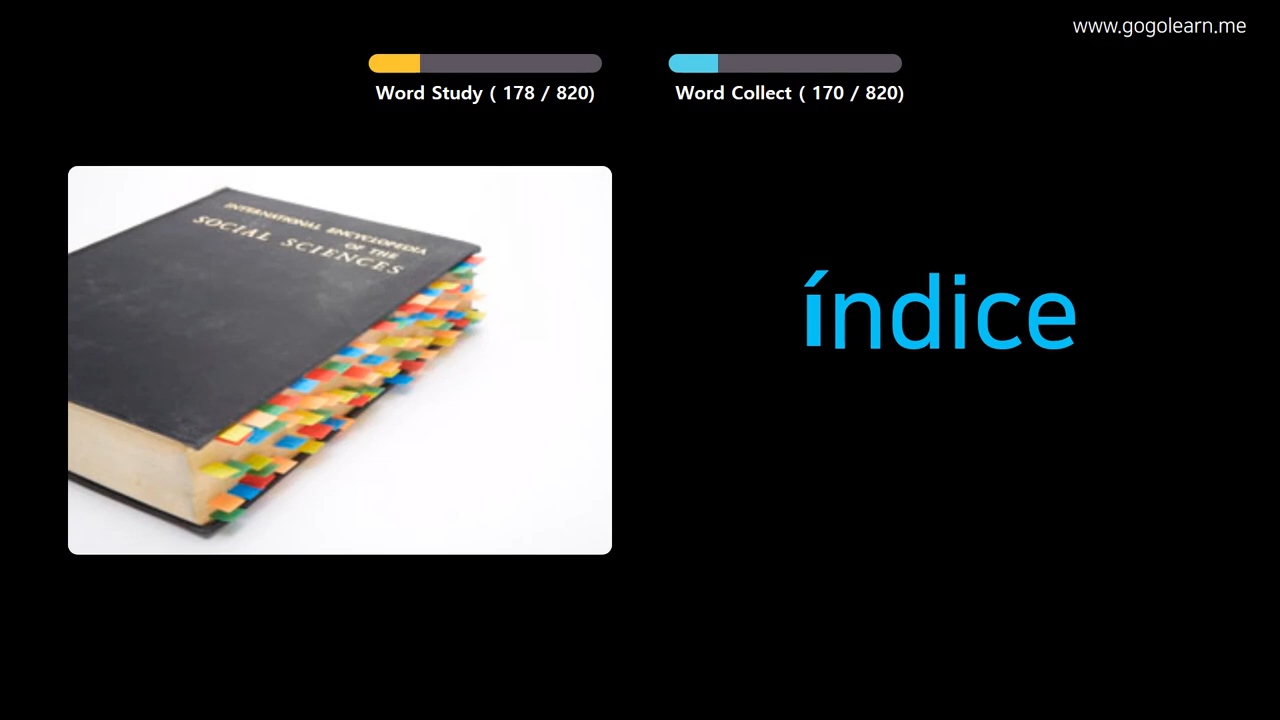 www.gogolearn.me
Word Study ( 178 / 820)
Word Collect ( 170 / 820)
INTERNATIONAL ENCYCLOPEDIA
OF THE
SOCIAL SCIENCES
índice